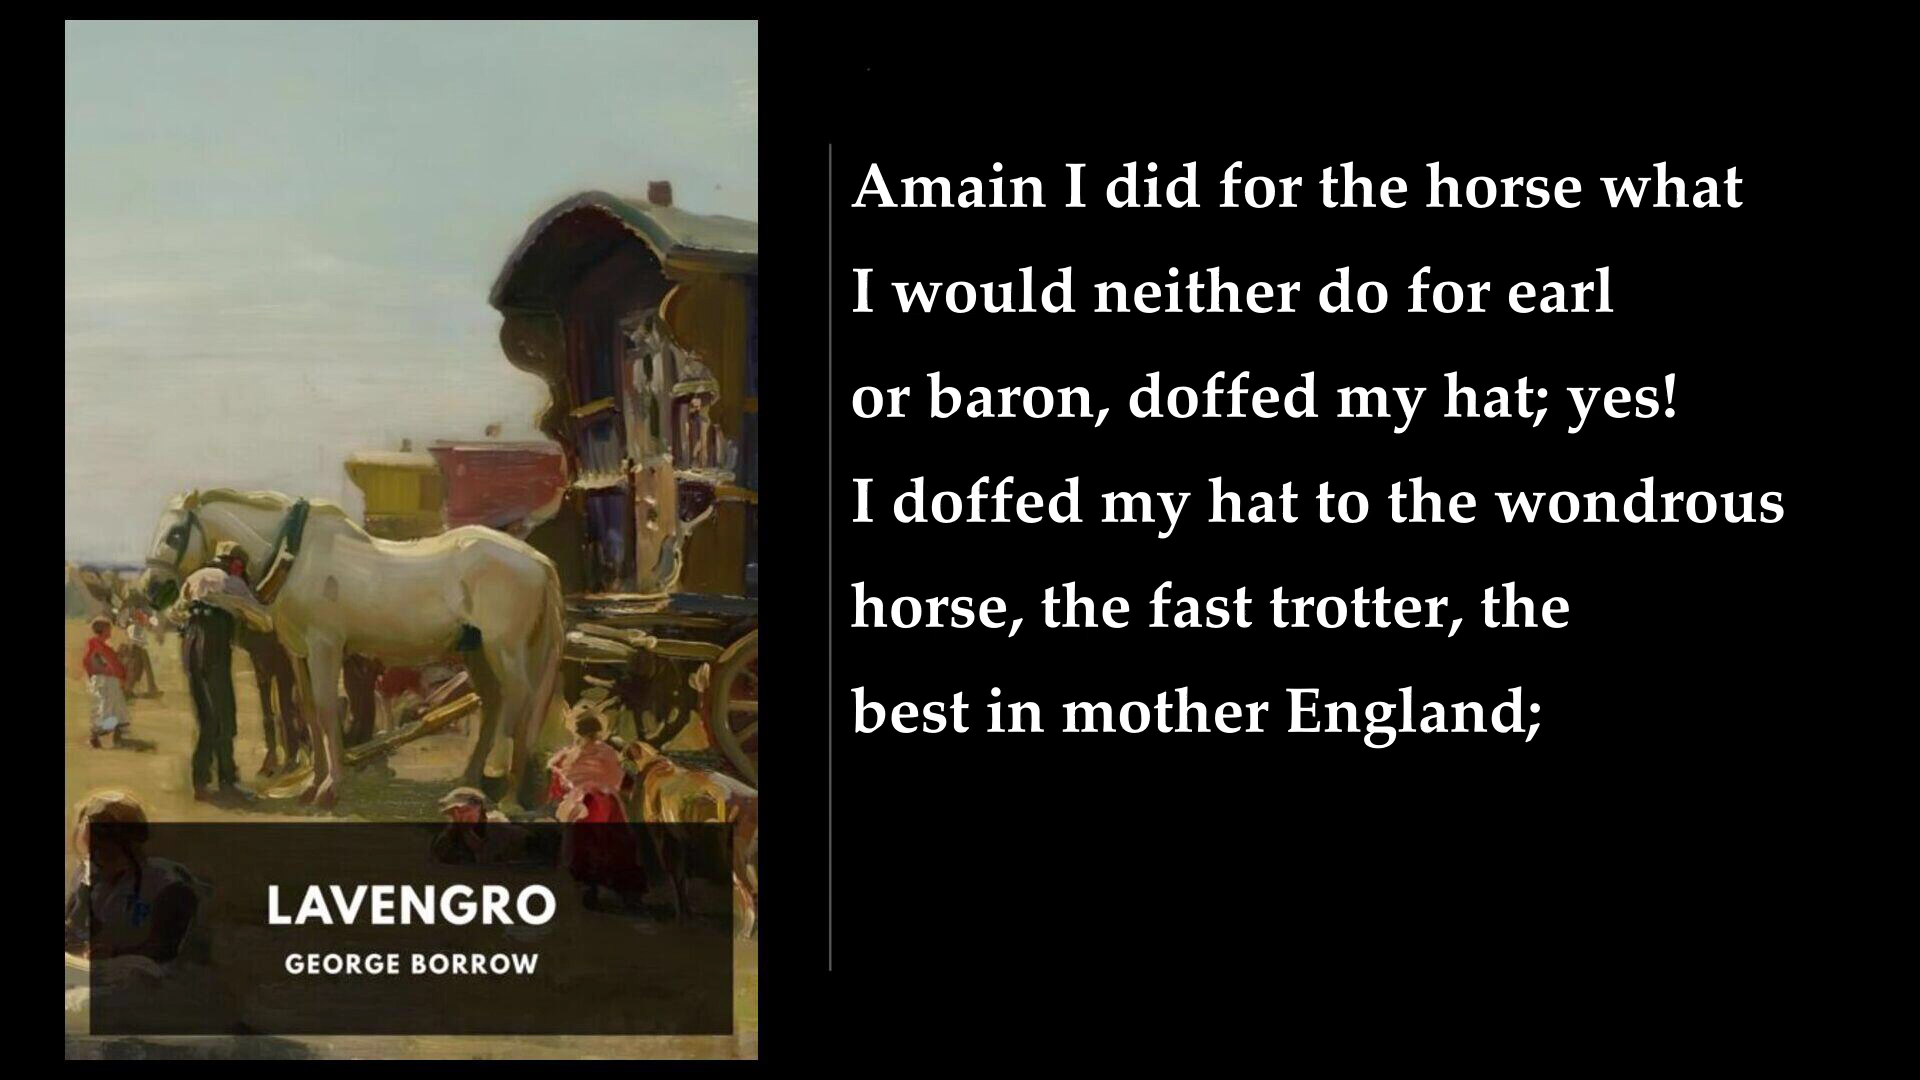 Amain I did for the horse what
I would neither do for earl
or baron, doffed my hat; yes!
I doffed my hat to the wondrous
horse, the fast trotter, the
best in mother England;
LAVENGRO
GEORGE BORROW